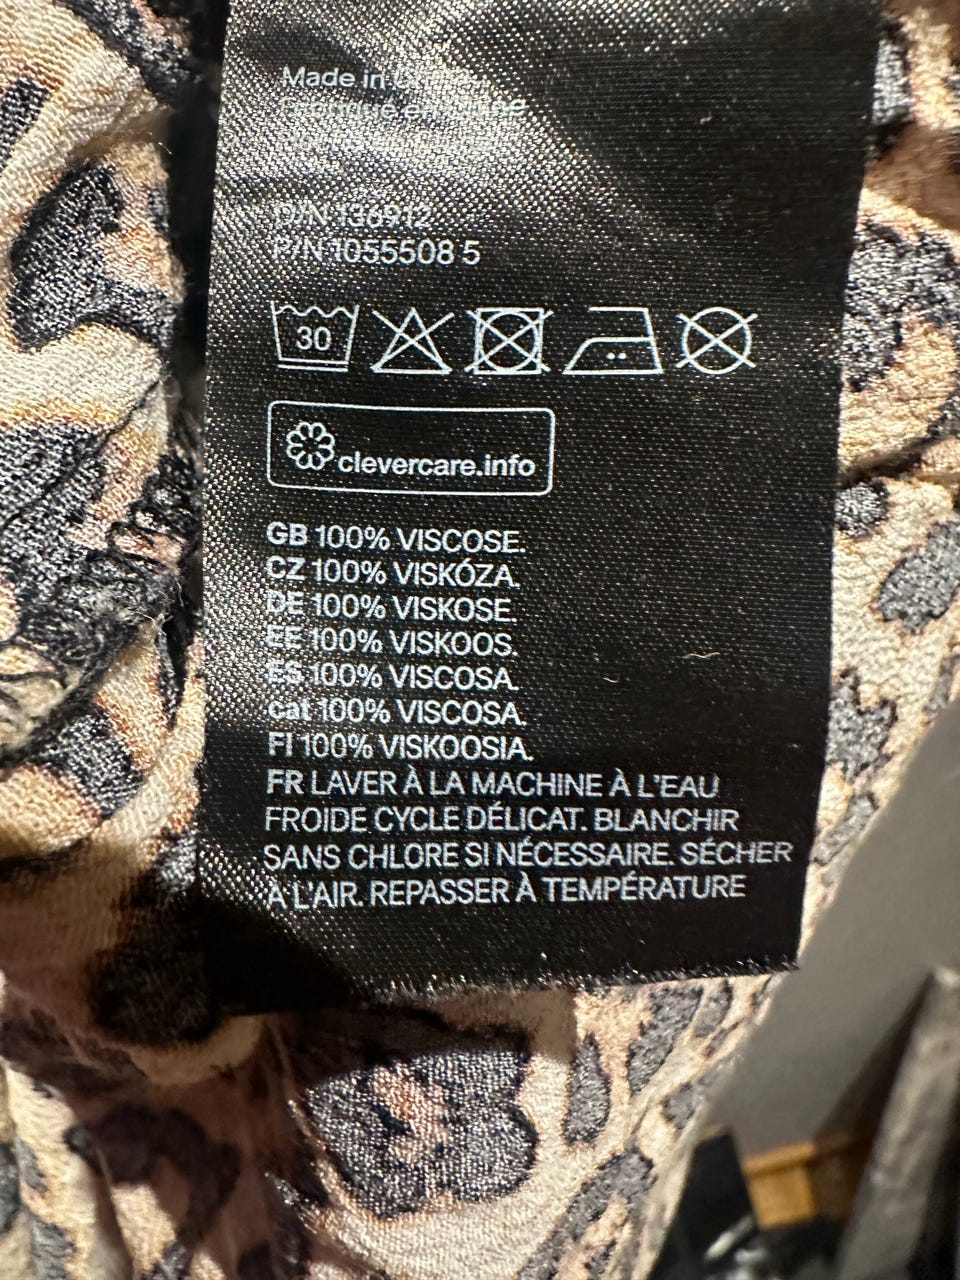 Made in
O/N 136912
P/N 1055508 5
30
clevercare.info
GB 100% VISCOSE.
CZ 100% VISKÓZA.
DE 100% VISKOSE.
EE 100% VISKOOS.
ES 100% VISCOSA.
cat 100% VISCOSA.
FI 100% VISKOOSIA.
FR LAVER À LA MACHINE À L'EAU
FROIDE CYCLE DÉLICAT. BLANCHIR
SANS CHLORE SI NÉCESSAIRE. SÉCHER
À L'AIR. REPASSER À TEMPÉRATURE